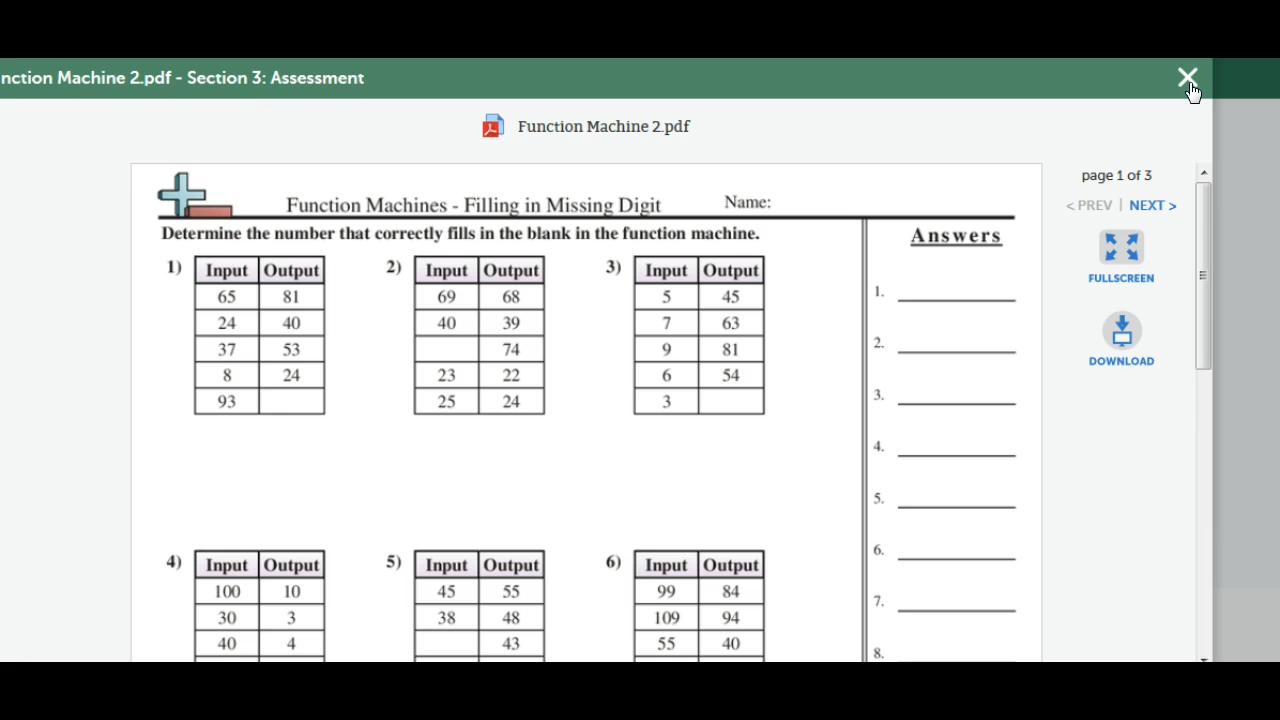 nction Machine 2.pdf - Section 3: Assessment
Function Machine 2.pdf
page 1 of 3
< PREV | NEXT >
FULLSCREEN
DOWNLOAD
Function Machines - Filling in Missing Digit Name:
Determine the number that correctly fills in the blank in the function machine.
Answers
1)
Input Output
65 81
24 40
37 53
8 24
93
2)
Input Output
69 68
40 39
74
23 22
25 24
3)
Input Output
5 45
7 63
9 81
6 54
3
4)
Input Output
100 10
30 3
40 4
5)
Input Output
45 55
38 48
43
6)
Input Output
99 84
109 94
55 40
1.
2.
3.
4.
5.
6.
7.
8.